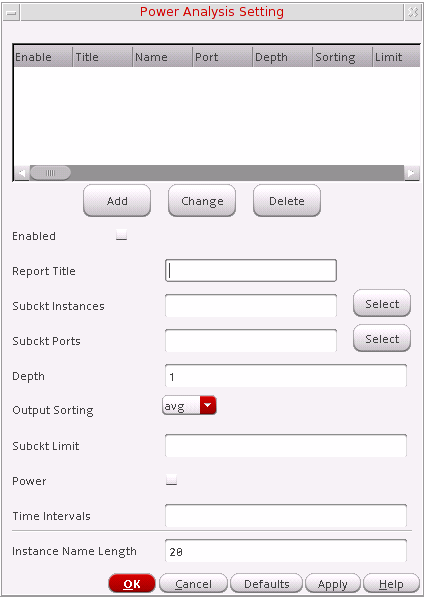 Power Analysis Setting
Enable Title Name Port Depth Sorting Limit
Add Change Delete
Enabled
Report Title
Subckt Instances Select
Subckt Ports Select
Depth 1
Output Sorting avg
Subckt Limit
Power
Time Intervals
Instance Name Length 20
OK Cancel Defaults Apply Help